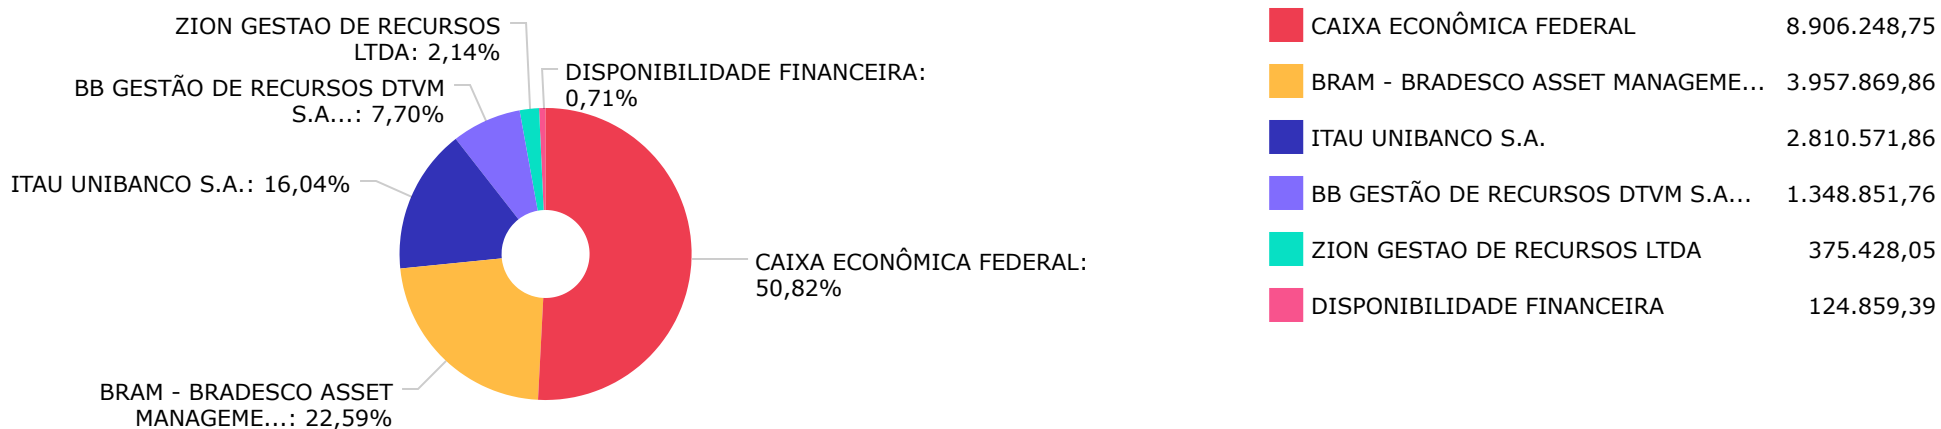 ZION GESTAO DE RECURSOS
LTDA: 2,14%
DISPONIBILIDADE FINANCEIRA:
0,71%
BB GESTÃO DE RECURSOS DTVM
S.A...: 7,70%
ITAU UNIBANCO S.A.: 16,04%
CAIXA ECONÔMICA FEDERAL:
50,82%
BRAM - BRADESCO ASSET
MANAGEME...: 22,59%
CAIXA ECONÔMICA FEDERAL 8.906.248,75
BRAM - BRADESCO ASSET MANAGEME... 3.957.869,86
ITAU UNIBANCO S.A. 2.810.571,86
BB GESTÃO DE RECURSOS DTVM S.A... 1.348.851,76
ZION GESTAO DE RECURSOS LTDA 375.428,05
DISPONIBILIDADE FINANCEIRA 124.859,39